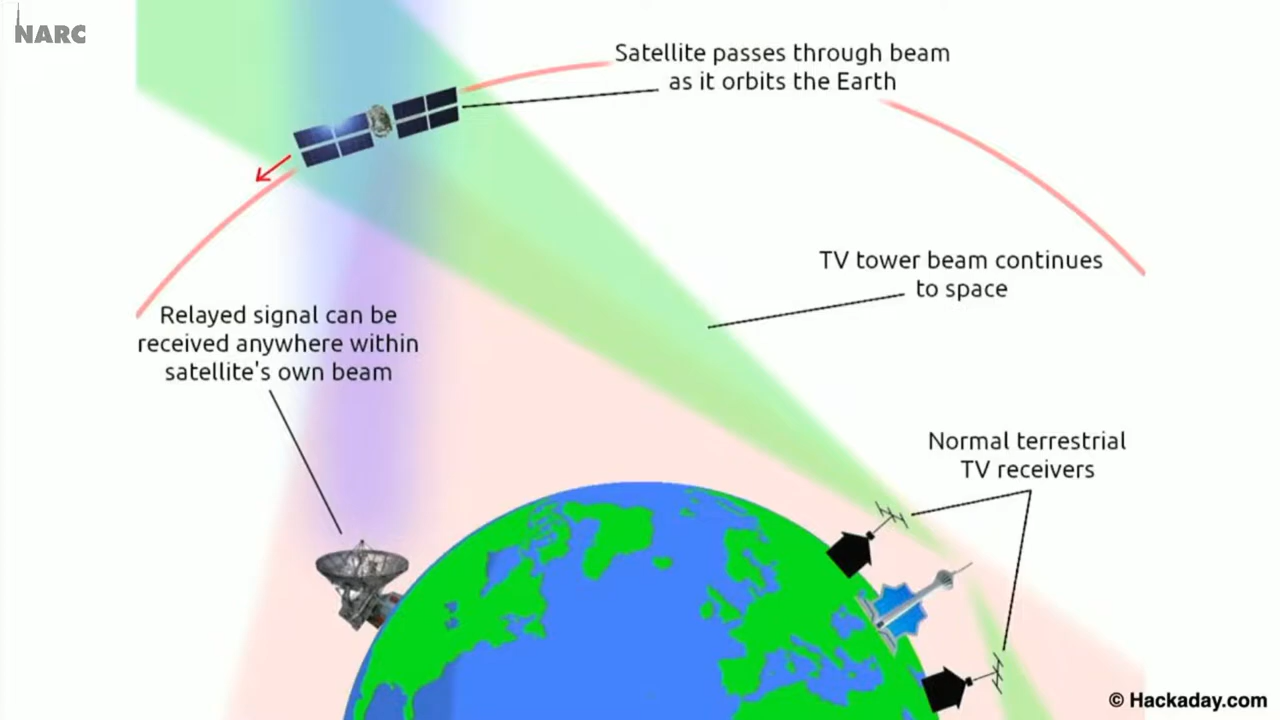 NARC
Satellite passes through beam
as it orbits the Earth
TV tower beam continues
to space
Relayed signal can be
received anywhere within
satellite's own beam
Normal terrestrial
TV receivers
© Hackaday.com